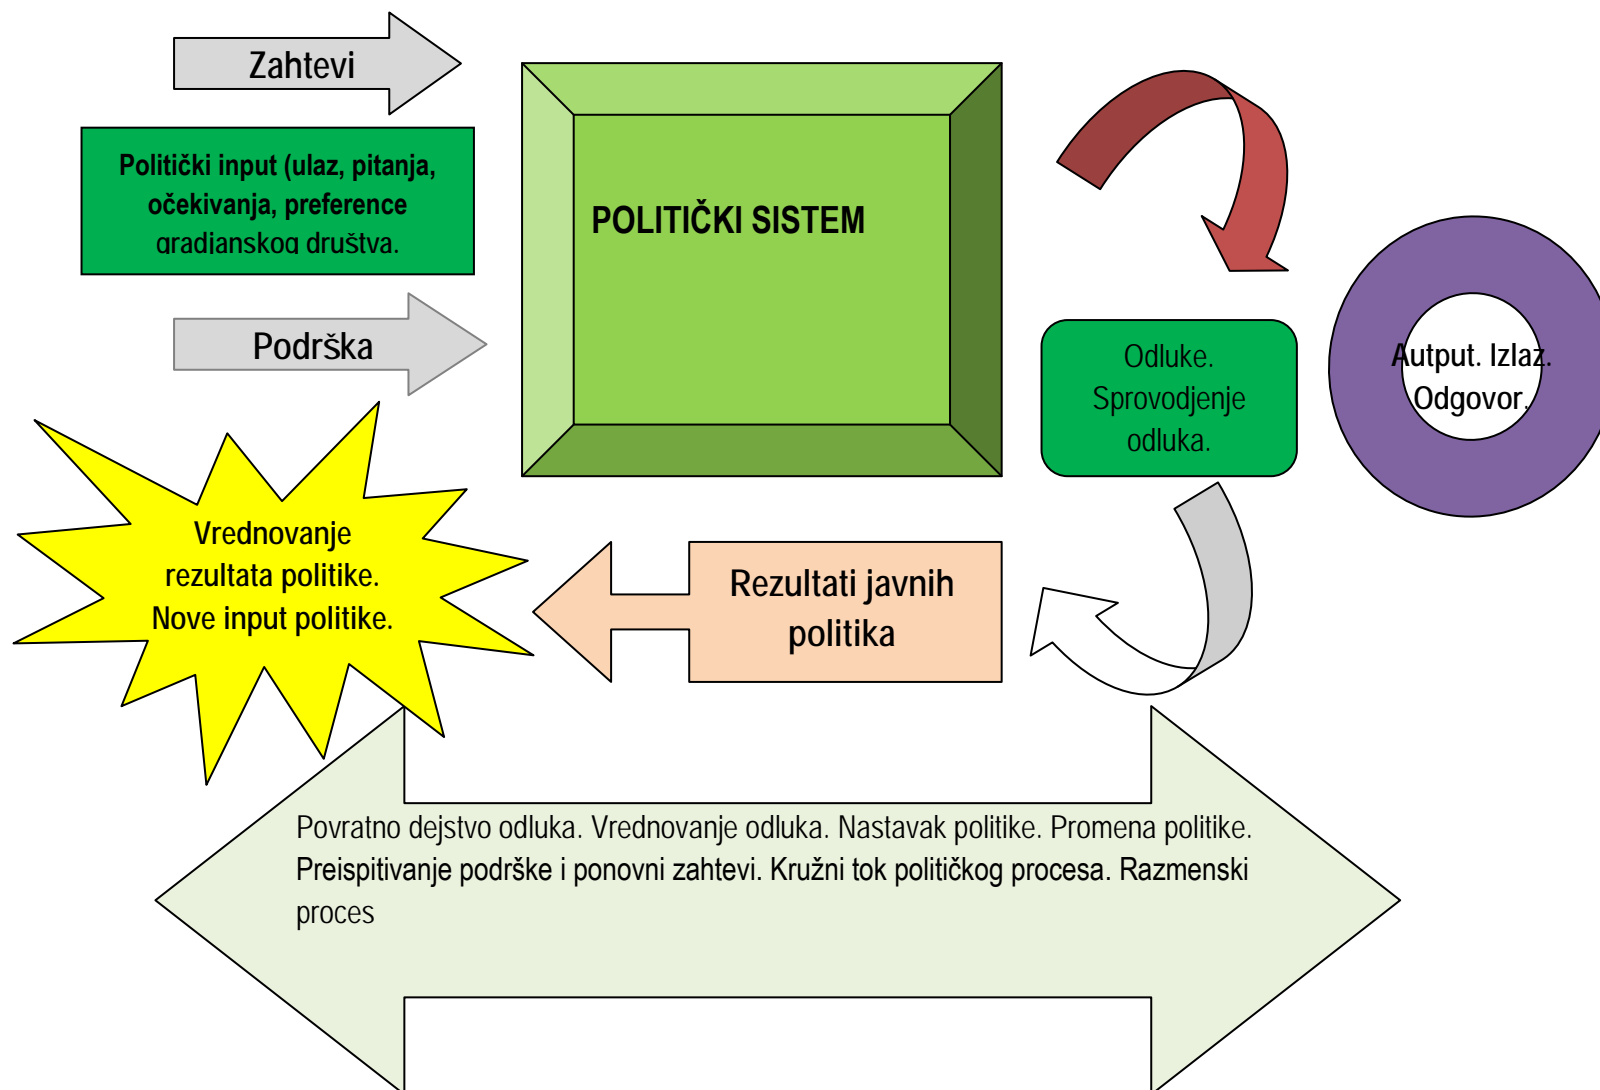 Zahtevi
Politički input (ulaz, pitanja,
očekivanja, preference
gradjanskog društva.
Podrška
POLITIČKI SISTEM
Odluke.
Sprovodjenje
odluka.
Autput. Izlaz.
Odgovor.
Rezultati javnih
politika
Vrednovanje
rezultata politike.
Nove input politike.
Povratno dejstvo odluka. Vrednovanje odluka. Nastavak politike. Promena politike.
Preispitivanje podrške i ponovni zahtevi. Kružni tok političkog procesa. Razmenski
proces